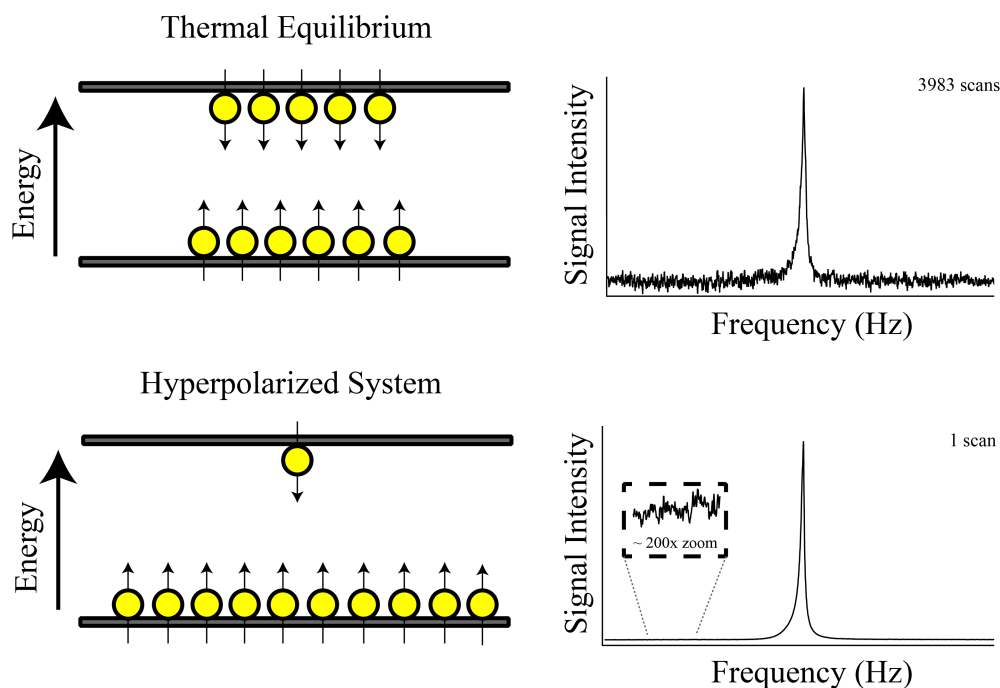 Thermal Equilibrium
Energy
Signal Intensity
3983 scans
Frequency (Hz)
Hyperpolarized System
Energy
Signal Intensity
1 scan
~ 200x zoom
Frequency (Hz)